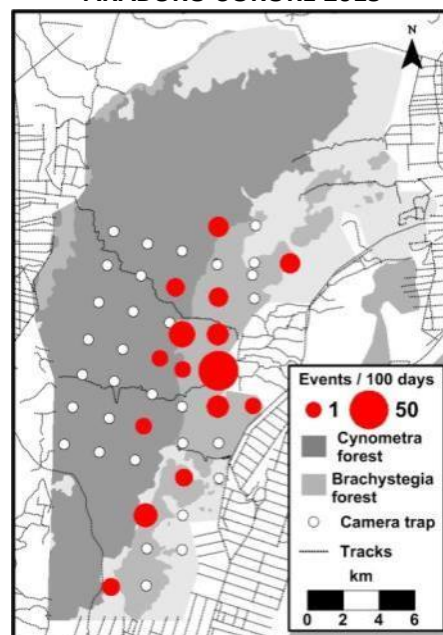 N
Events / 100 days
1 50
Cynometra
forest
Brachystegia
forest
Camera trap
Tracks
km
0 2 4 6